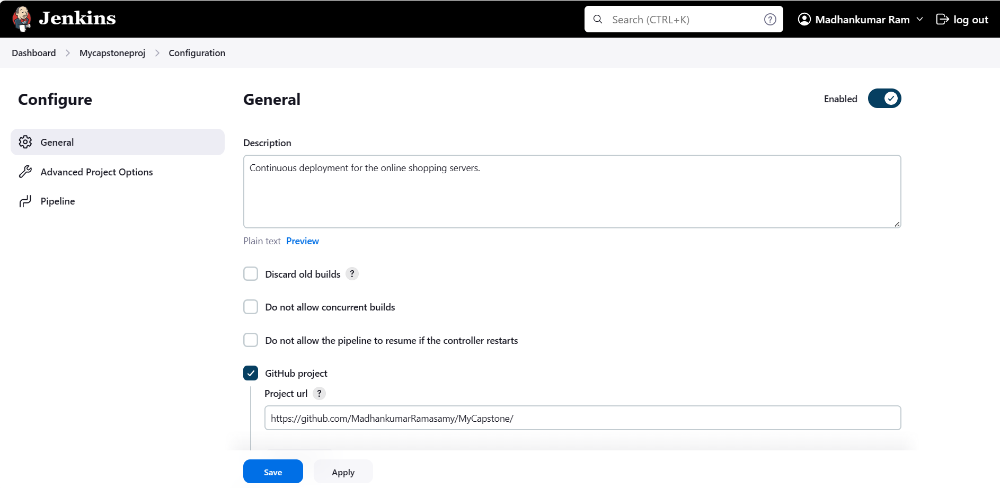 Jenkins
Search (CTRL+K)
?
Madhankumar Ram
log out
Dashboard
Mycapstoneproj
Configuration
Configure
General
Advanced Project Options
Pipeline
General
Enabled
Description
Continuous deployment for the online shopping servers.
Plain text Preview
Discard old builds ?
Do not allow concurrent builds
Do not allow the pipeline to resume if the controller restarts
GitHub project
Project url ?
https://github.com/MadhankumarRamasamy/MyCapstone/
Save
Apply